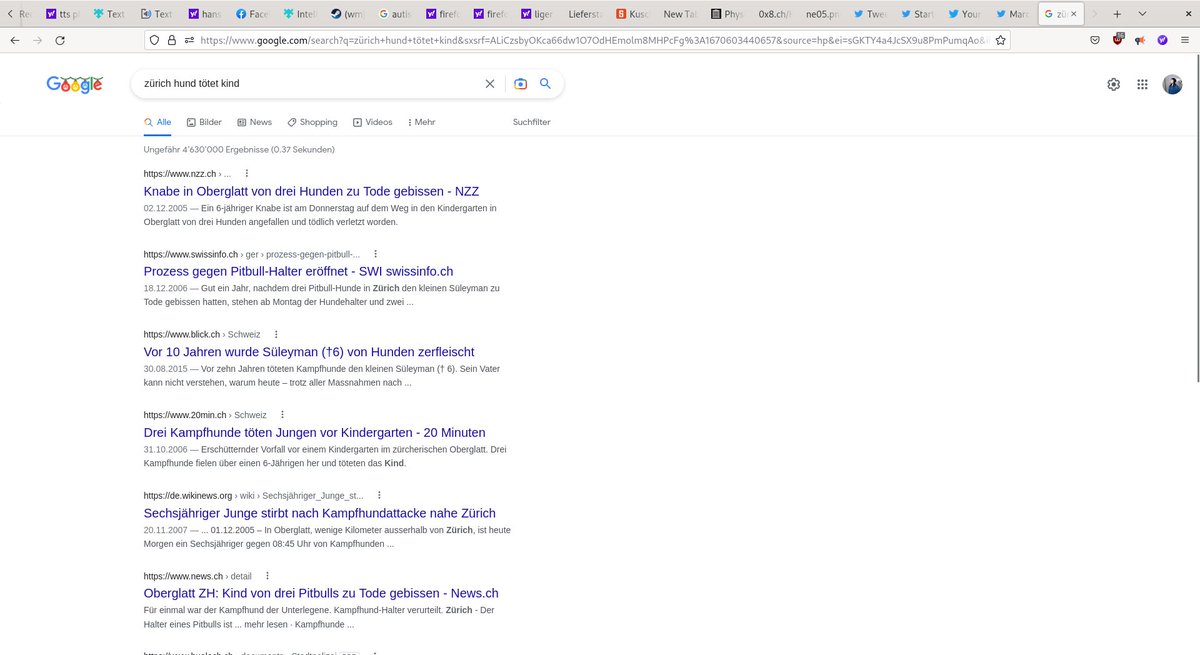 Re
tts pl
Text
Text
hans
Face
Intell
(wm
autis
firefo
firefo
liger
Lieferst
Kusc
New Tab
Phys
0x8.ch/
ne05.pn
Twee
Start
Your
Marc
zü
https://www.google.com/search?q=zürich+hund+tötet+kind&sxsrf=ALiCzsbyOKca66dw1O7OdHEmolm8MHPcFg%3A1670603440657&source=hp&ei=sGKTY4a4JcSX9u8PmPumqAo&
Google
zürich hund tötet kind
Alle Bilder News Shopping Videos Mehr Suchfilter
Ungefähr 4'630'000 Ergebnisse (0.37 Sekunden)
https://www.nzz.ch › ...
Knabe in Oberglatt von drei Hunden zu Tode gebissen - NZZ
02.12.2005 — Ein 6-jähriger Knabe ist am Donnerstag auf dem Weg in den Kindergarten in
Oberglatt von drei Hunden angefallen und tödlich verletzt worden.
https://www.swissinfo.ch › ger › prozess-gegen-pitbull-...
Prozess gegen Pitbull-Halter eröffnet - SWI swissinfo.ch
18.12.2006 — Gut ein Jahr, nachdem drei Pitbull-Hunde in Zürich den kleinen Süleyman zu
Tode gebissen hatten, stehen ab Montag der Hundehalter und zwei ...
https://www.blick.ch › Schweiz
Vor 10 Jahren wurde Süleyman (†6) von Hunden zerfleischt
30.08.2015 — Vor zehn Jahren töteten Kampfhunde den kleinen Süleyman († 6). Sein Vater
kann nicht verstehen, warum heute – trotz aller Massnahmen nach ...
https://www.20min.ch › Schweiz
Drei Kampfhunde töten Jungen vor Kindergarten - 20 Minuten
31.10.2006 — Erschütternder Vorfall vor einem Kindergarten im zürcherischen Oberglatt. Drei
Kampfhunde fielen über einen 6-Jährigen her und töteten das Kind.
https://de.wikinews.org › wiki › Sechsjähriger_Junge_st...
Sechsjähriger Junge stirbt nach Kampfhundattacke nahe Zürich
20.11.2007 — ... 01.12.2005 – In Oberglatt, wenige Kilometer ausserhalb von Zürich, ist heute
Morgen ein Sechsjähriger gegen 08:45 Uhr von Kampfhunden ...
https://www.news.ch › detail
Oberglatt ZH: Kind von drei Pitbulls zu Tode gebissen - News.ch
Für einmal war der Kampfhund der Unterlegene. Kampfhund-Halter verurteilt. Zürich - Der
Halter eines Pitbulls ist ... mehr lesen · Kampfhunde ...